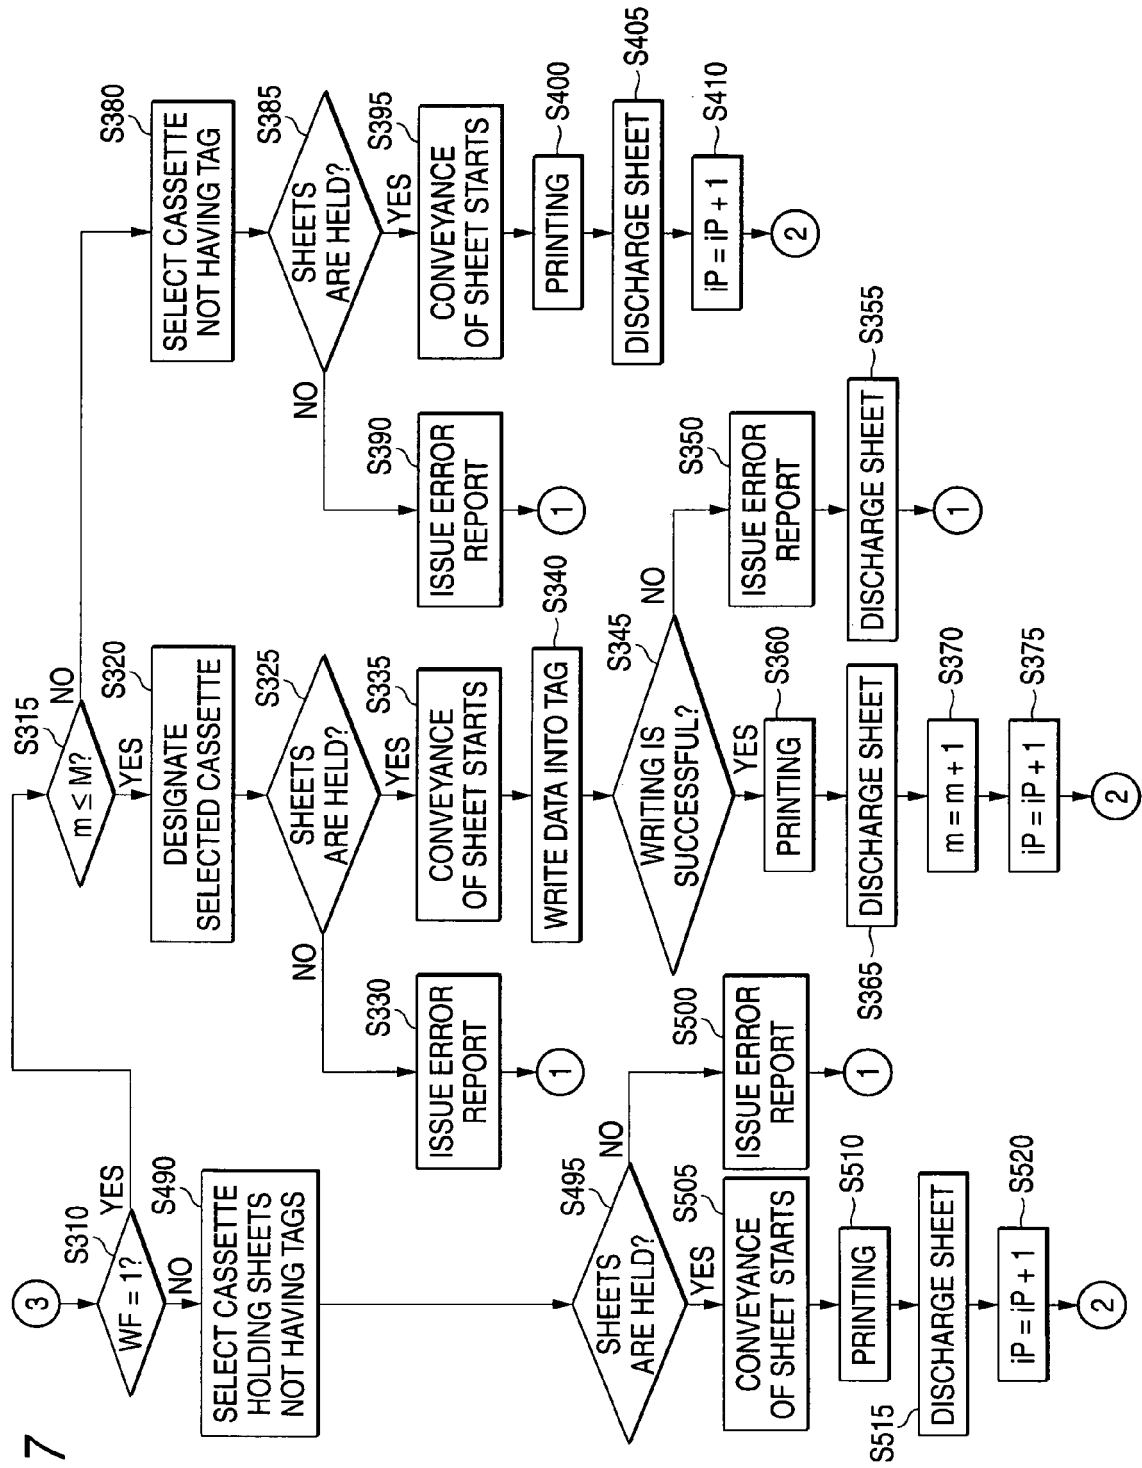 7
3
S310
WF = 1?
YES
NO
S490
SELECT CASSETTE
HOLDING SHEETS
NOT HAVING TAGS
S495
SHEETS
ARE HELD?
NO
YES
S500
ISSUE ERROR
REPORT
1
S505
CONVEYANCE
OF SHEET STARTS
S510
PRINTING
S515
DISCHARGE SHEET
S520
iP = iP + 1
2
S315
m ≤ M?
NO
YES
S320
DESIGNATE
SELECTED CASSETTE
S325
SHEETS
ARE HELD?
NO
YES
S330
ISSUE ERROR
REPORT
1
S335
CONVEYANCE
OF SHEET STARTS
S340
WRITE DATA INTO TAG
S345
WRITING IS
SUCCESSFUL?
NO
YES
S350
ISSUE ERROR
REPORT
S355
DISCHARGE SHEET
1
S360
PRINTING
S365
DISCHARGE SHEET
S370
m = m + 1
S375
iP = iP + 1
2
S380
SELECT CASSETTE
NOT HAVING TAG
S385
SHEETS
ARE HELD?
NO
YES
S390
ISSUE ERROR
REPORT
1
S395
CONVEYANCE
OF SHEET STARTS
S400
PRINTING
S405
DISCHARGE SHEET
S410
iP = iP + 1
2